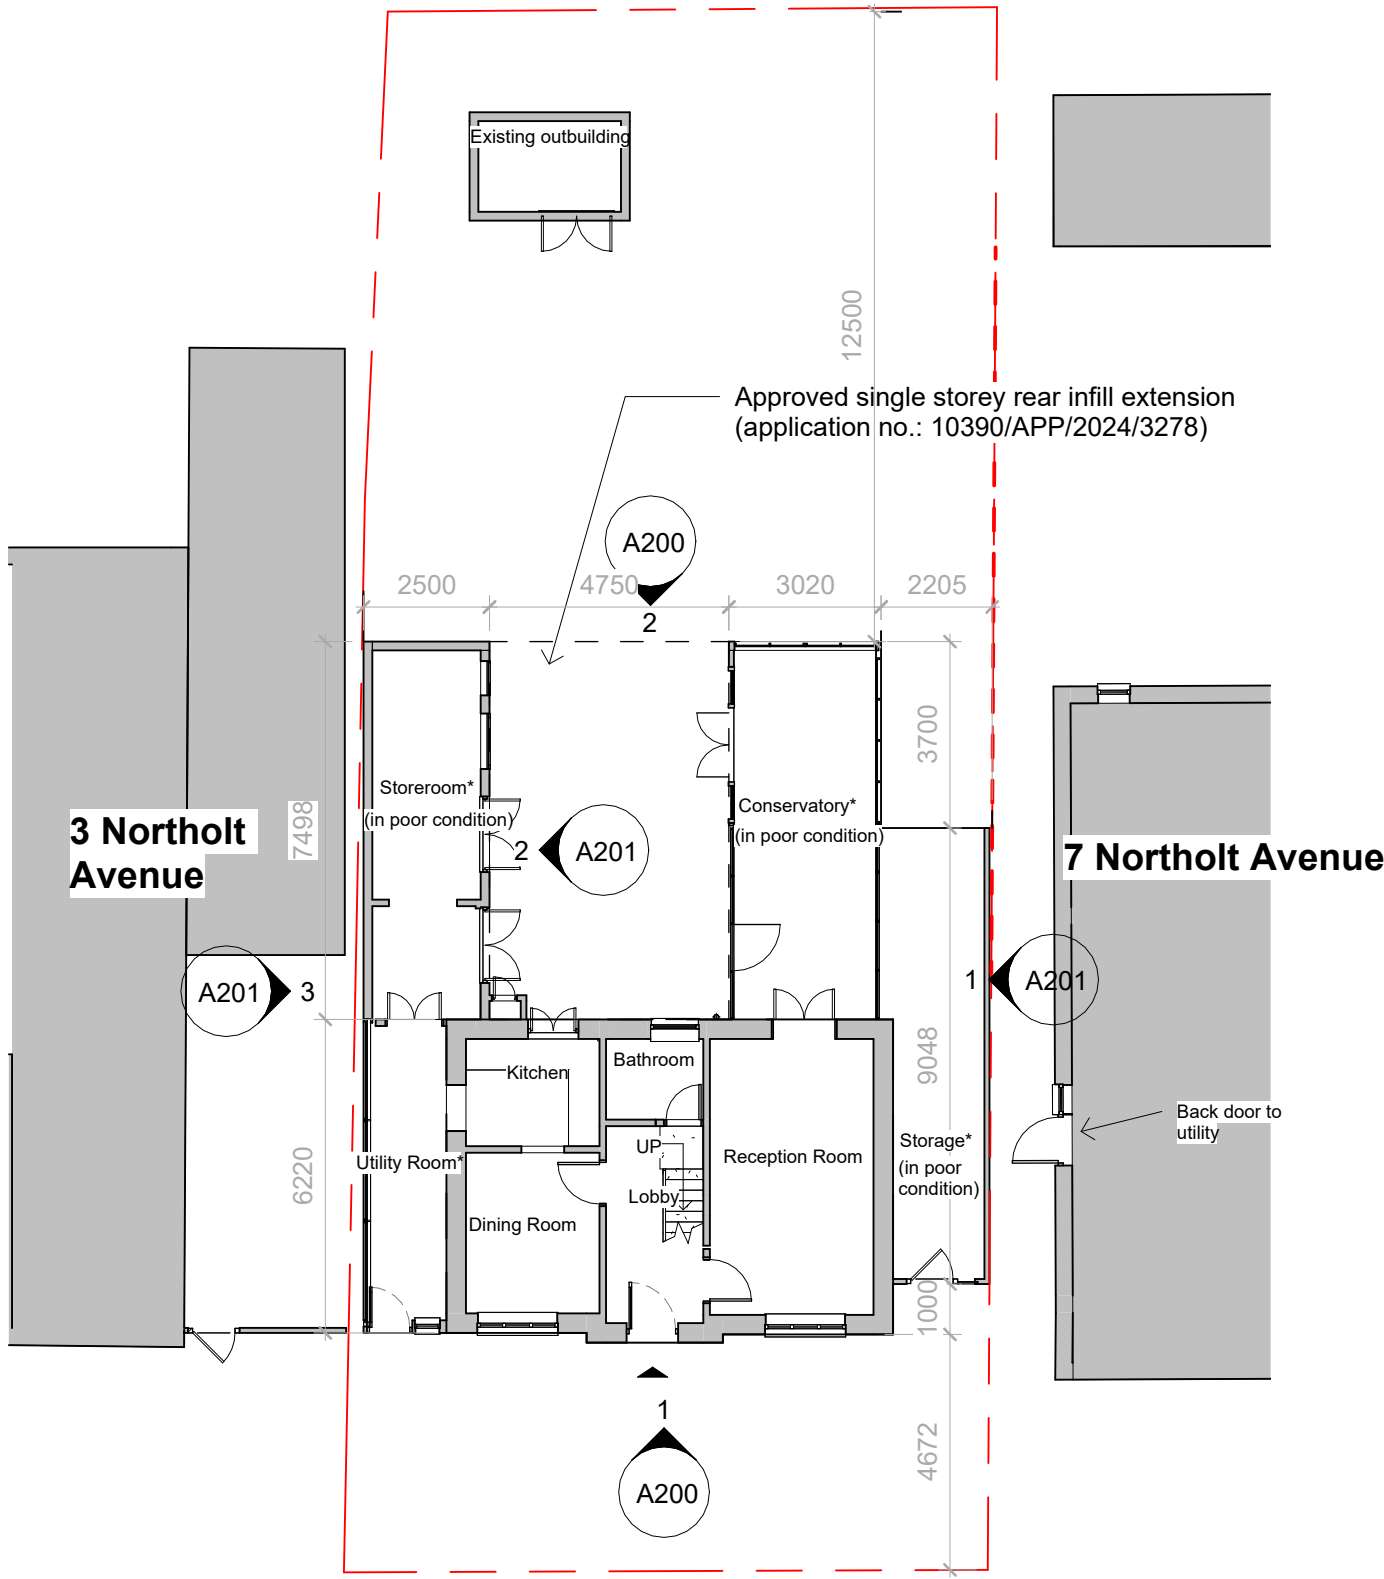 Existing outbuilding
12500
Approved single storey rear infill extension
(application no.: 10390/APP/2024/3278)
A200
2500
4750
3020
2205
2
3700
7498
Storeroom*
(in poor condition)
Conservatory*
(in poor condition)
2
A201
3 Northolt
Avenue
7 Northolt Avenue
A201
3
1
A201
9048
Kitchen
Bathroom
Back door to
utility
UP
Reception Room
Storage*
(in poor
condition)
6220
Utility Room*
Lobby
Dining Room
1000
1
4672
A200